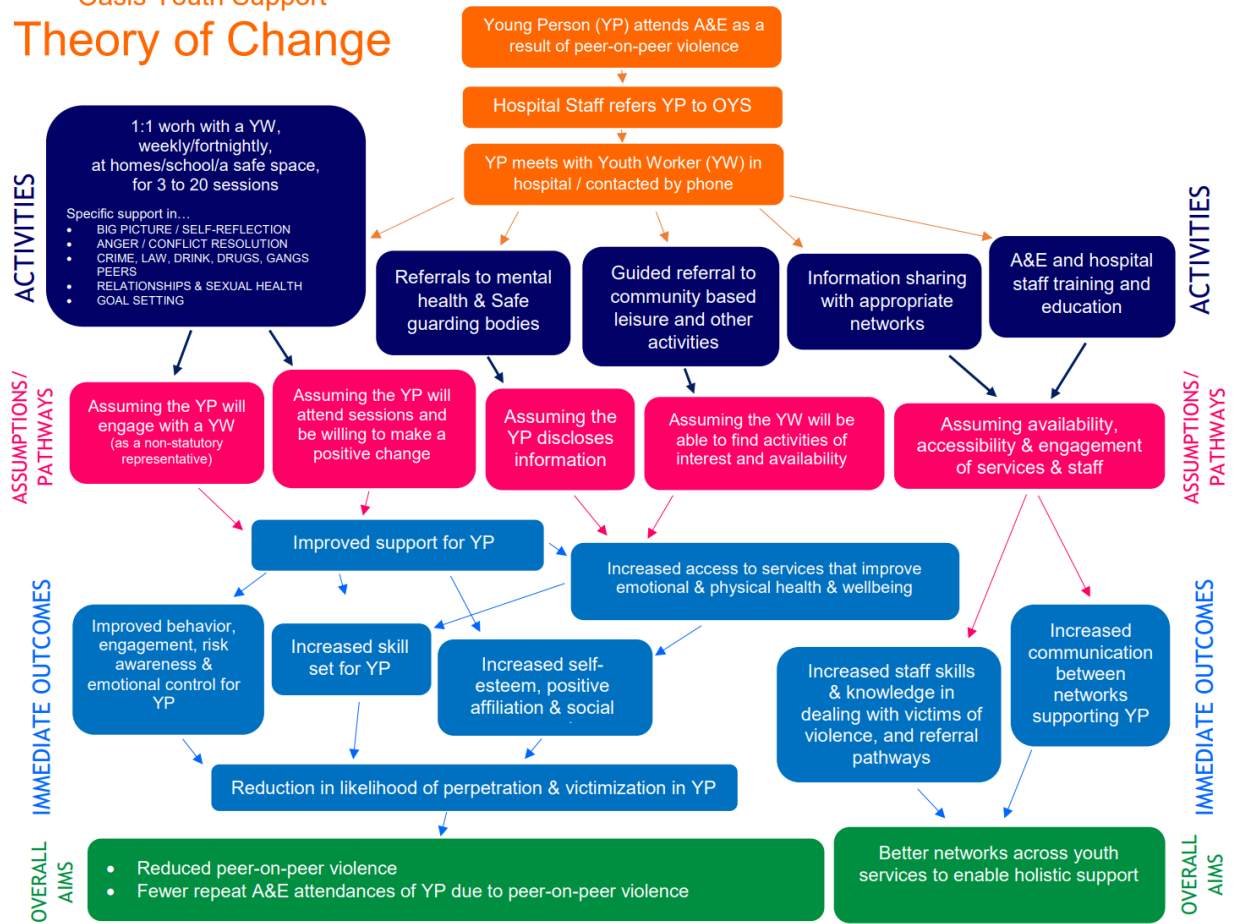 Oasis Youth Support
Theory of Change
Young Person (YP) attends A&E as a
result of peer-on-peer violence
Hospital Staff refers YP to OYS
YP meets with Youth Worker (YW) in
hospital / contacted by phone
ACTIVITIES
1:1 worh with a YW,
weekly/fortnightly,
at homes/school/a safe space,
for 3 to 20 sessions
Specific support in…
• BIG PICTURE / SELF-REFLECTION
• ANGER / CONFLICT RESOLUTION
• CRIME, LAW, DRINK, DRUGS, GANGS
PEERS
• RELATIONSHIPS & SEXUAL HEALTH
• GOAL SETTING
Referrals to mental
health & Safe
guarding bodies
Guided referral to
community based
leisure and other
activities
Information sharing
with appropriate
networks
A&E and hospital
staff training and
education
ACTIVITIES
ASSUMPTIONS/
PATHWAYS
Assuming the YP will
engage with a YW
(as a non-statutory
representative)
Assuming the YP will
attend sessions and
be willing to make a
positive change
Assuming the
YP discloses
information
Assuming the YW will be
able to find activities of
interest and availability
Assuming availability,
accessibility & engagement
of services & staff
ASSUMPTIONS/
PATHWAYS
IMMEDIATE OUTCOMES
Improved support for YP
Increased access to services that improve
emotional & physical health & wellbeing
Improved behavior,
engagement, risk
awareness &
emotional control for
YP
Increased skill
set for YP
Increased self-
esteem, positive
affiliation & social
Increased staff skills
& knowledge in
dealing with victims of
violence, and referral
pathways
Increased
communication
between
networks
supporting YP
Reduction in likelihood of perpetration & victimization in YP
IMMEDIATE OUTCOMES
OVERALL
AIMS
• Reduced peer-on-peer violence
• Fewer repeat A&E attendances of YP due to peer-on-peer violence
Better networks across youth
services to enable holistic support
OVERALL
AIMS